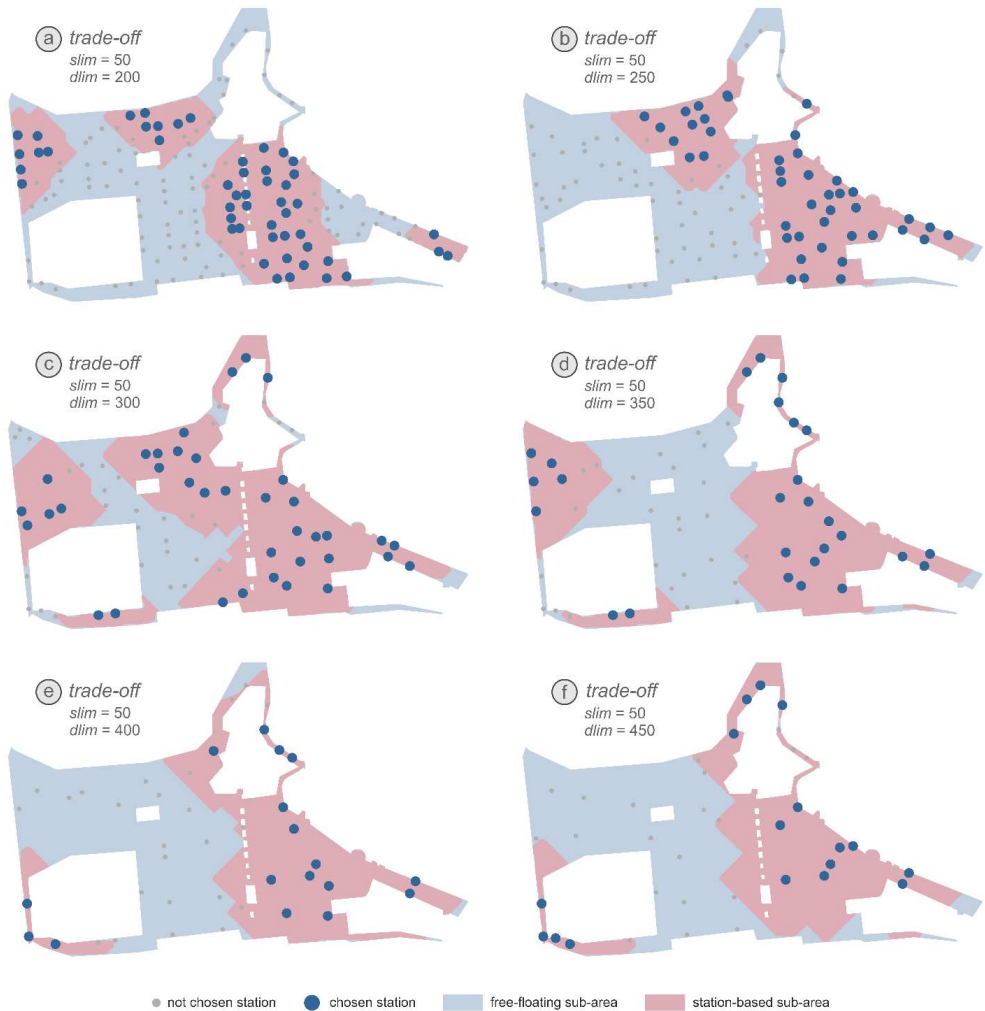 a trade-off
slim = 50
dlim = 200
b trade-off
slim = 50
dlim = 250
c trade-off
slim = 50
dlim = 300
d trade-off
slim = 50
dlim = 350
e trade-off
slim = 50
dlim = 400
f trade-off
slim = 50
dlim = 450
not chosen station chosen station free-floating sub-area station-based sub-area